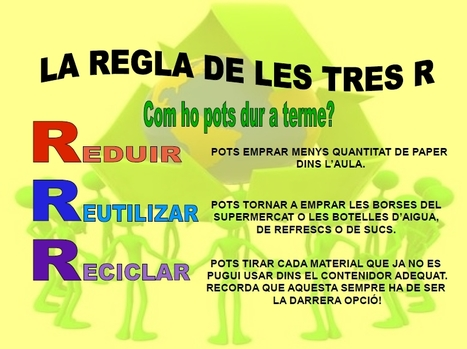 LA REGLA DE LES TRES R
Com ho pots dur a terme?
REDUIR
POTS EMPRAR MENYS QUANTITAT DE PAPER
DINS L'AULA.
REUTILIZAR
POTS TORNAR A EMPRAR LES BORSES DEL
SUPERMERCAT O LES BOTELLES D'AIGUA,
DE REFRESCS O DE SUCS.
RECICLAR
POTS TIRAR CADA MATERIAL QUE JA NO ES
PUGUI USAR DINS EL CONTENIDOR ADEQUAT.
RECORDA QUE AQUESTA SEMPRE HA DE SER
LA DARRERA OPCIÓ!